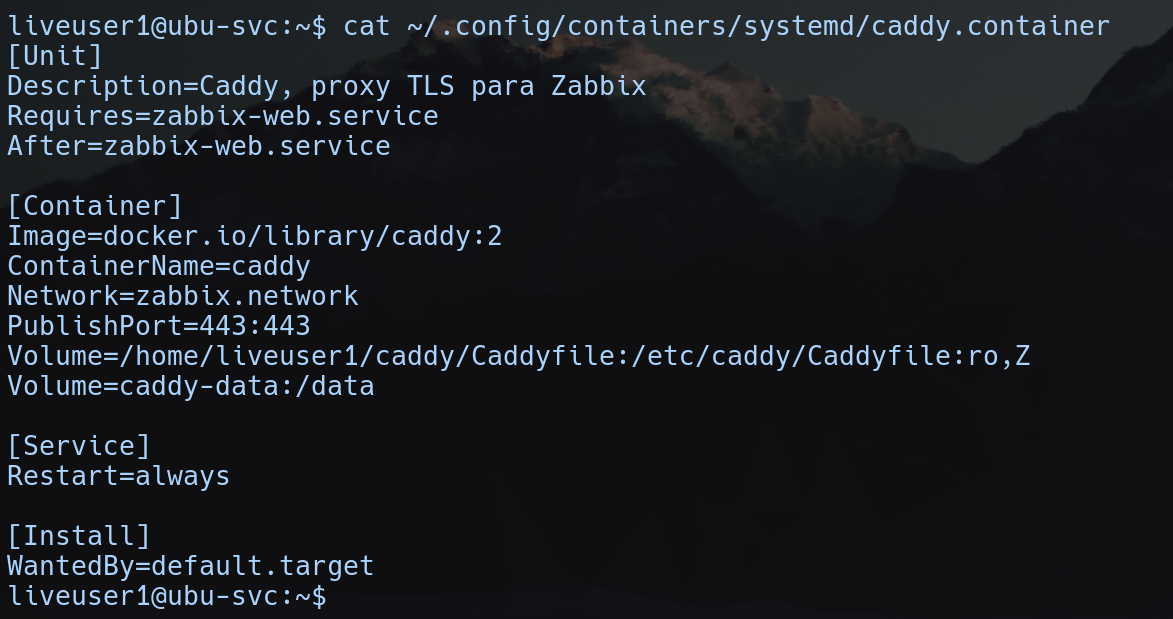 liveuser1@ubu-svc:~$ cat ~/.config/containers/systemd/caddy.container
[Unit]
Description=Caddy, proxy TLS para Zabbix
Requires=zabbix-web.service
After=zabbix-web.service

[Container]
Image=docker.io/library/caddy:2
ContainerName=caddy
Network=zabbix.network
PublishPort=443:443
Volume=/home/liveuser1/caddy/Caddyfile:/etc/caddy/Caddyfile:ro,Z
Volume=caddy-data:/data

[Service]
Restart=always

[Install]
WantedBy=default.target
liveuser1@ubu-svc:~$